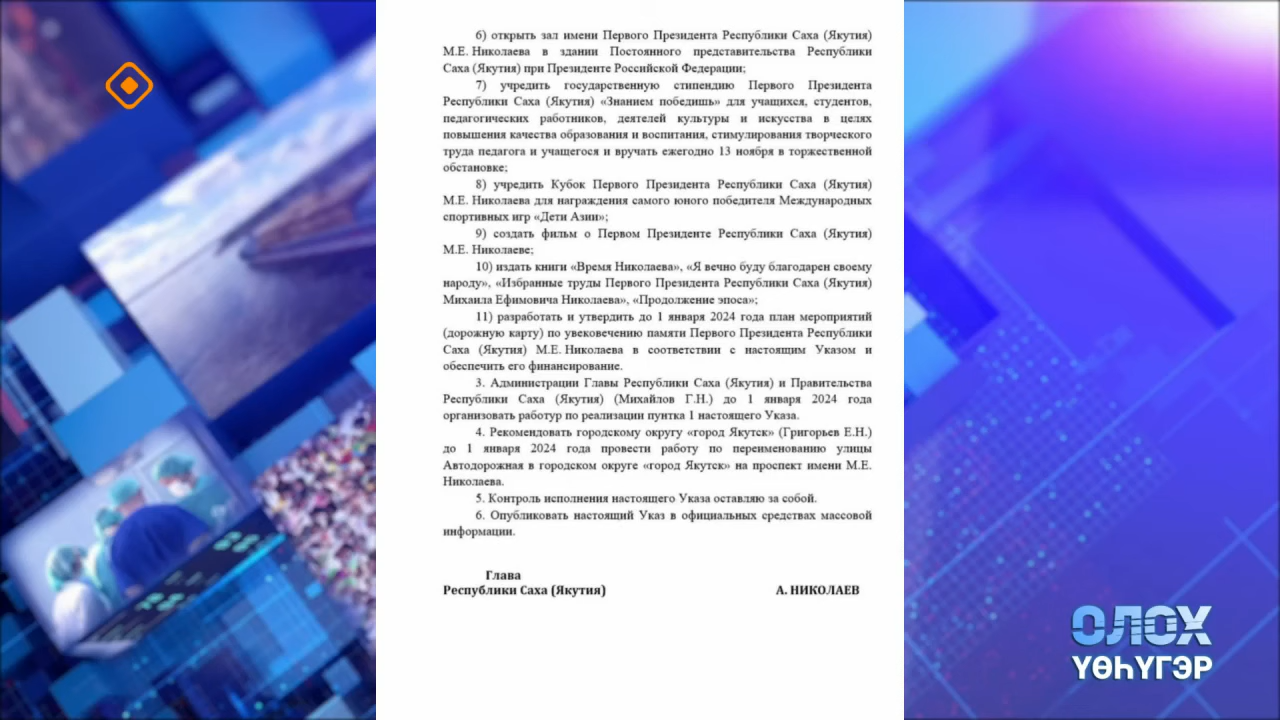 6) открыть зал имени Первого Президента Республики Саха (Якутия)
М.Е. Николаева в здании Постоянного представительства Республики
Саха (Якутия) при Президенте Российской Федерации;
7) учредить государственную стипендию Первого Президента
Республики Саха (Якутия) «Знанием победишь» для учащихся, студентов,
педагогических работников, деятелей культуры и искусства в целях
повышения качества образования и воспитания, стимулирования творческого
труда педагога и учащегося и вручать ежегодно 13 ноября в торжественной
обстановке;
8) учредить Кубок Первого Президента Республики Саха (Якутия)
М.Е. Николаева для награждения самого юного победителя Международных
спортивных игр «Дети Азии»;
9) создать фильм о Первом Президенте Республики Саха (Якутия)
М.Е. Николаеве;
10) издать книги «Время Николаева», «Я вечно буду благодарен своему
народу», «Избранные труды Первого Президента Республики Саха (Якутия)
Михаила Ефимовича Николаева», «Продолжение эпоса»;
11) разработать и утвердить до 1 января 2024 года план мероприятий
(дорожную карту) по увековечению памяти Первого Президента Республики
Саха (Якутия) М.Е. Николаева в соответствии с настоящим Указом и
обеспечить его финансирование.
3. Администрации Главы Республики Саха (Якутия) и Правительства
Республики Саха (Якутия) (Михайлов Г.Н.) до 1 января 2024 года
организовать работур по реализации пунтка 1 настоящего Указа.
4. Рекомендовать городскому округу «город Якутск» (Григорьев Е.Н.)
до 1 января 2024 года провести работу по переименованию улицы
Автодорожная в городском округе «город Якутск» на проспект имени М.Е.
Николаева.
5. Контроль исполнения настоящего Указа оставляю за собой.
6. Опубликовать настоящий Указ в официальных средствах массовой
информации.
Глава
Республики Саха (Якутия) А. НИКОЛАЕВ
ОЛОХ
ҮӨҺҮГЭР